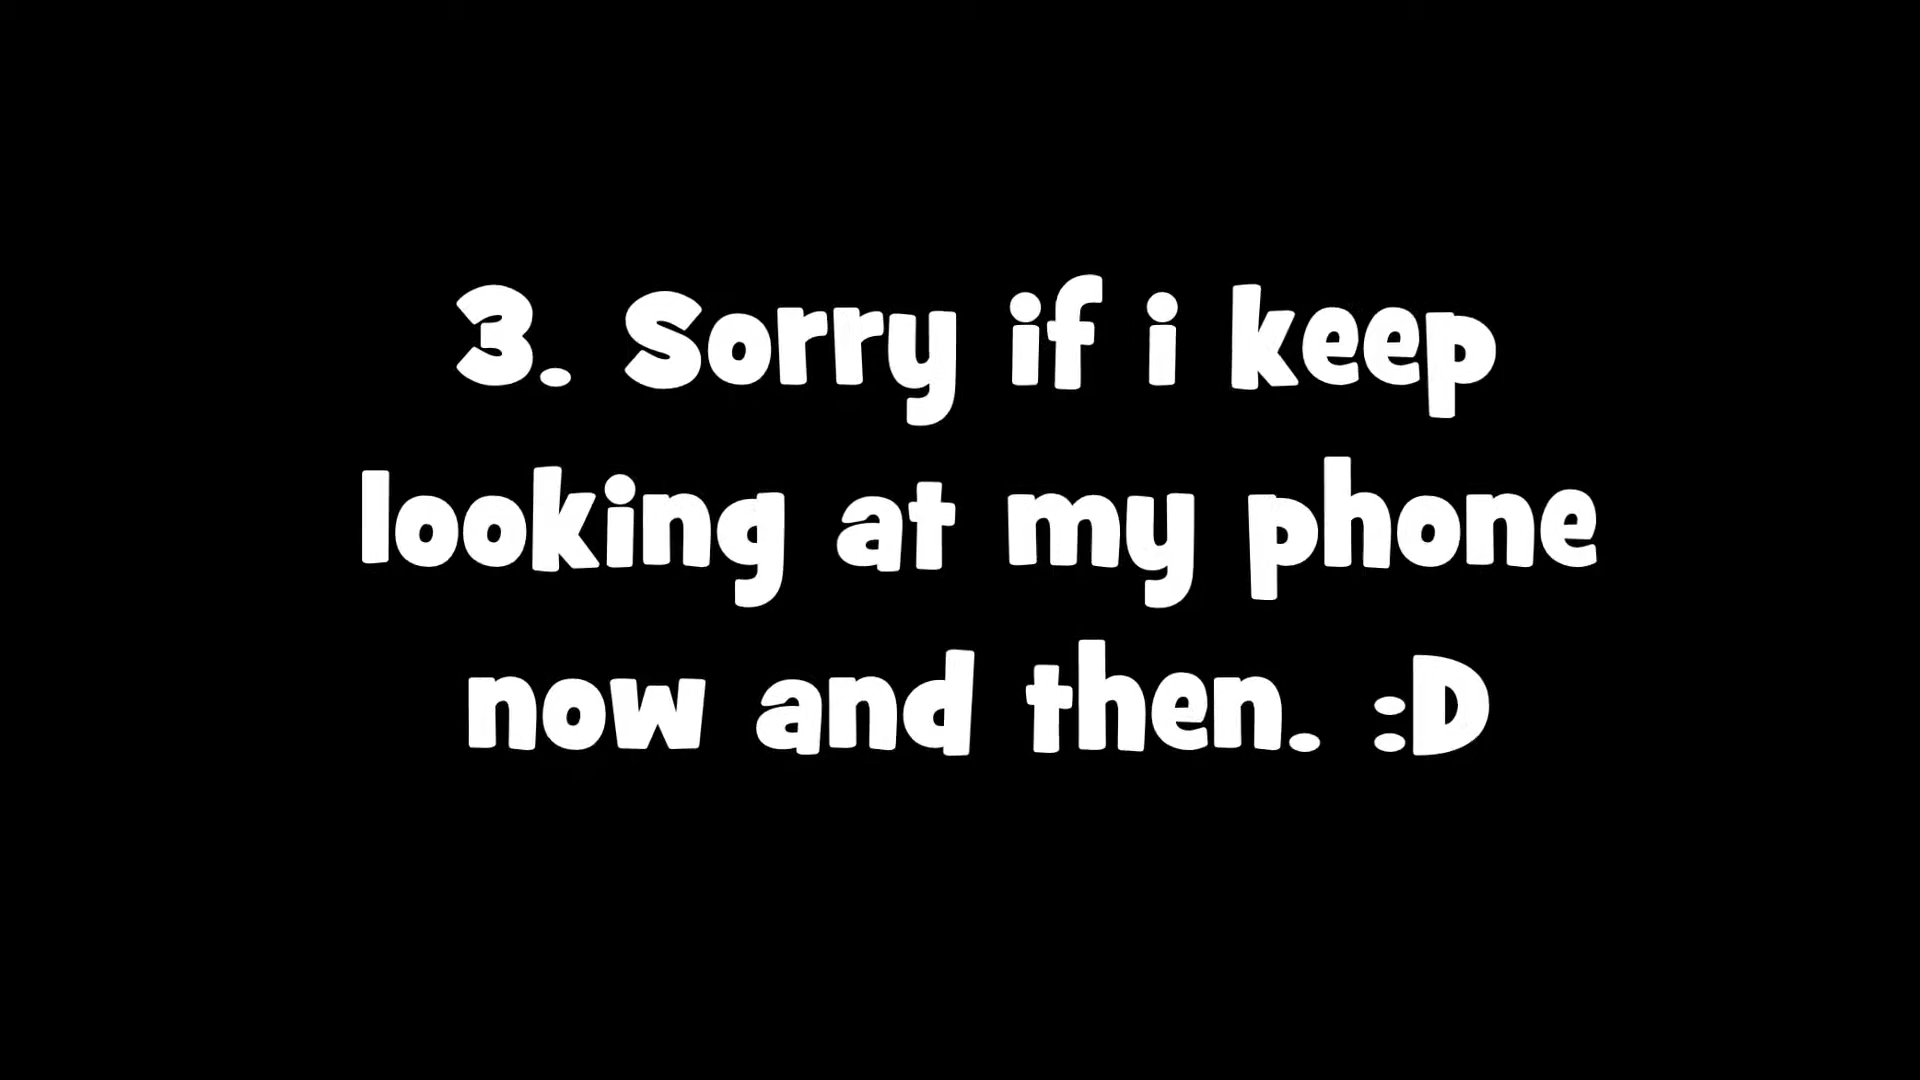 3. Sorry if i keep
looking at my phone
now and then. :D